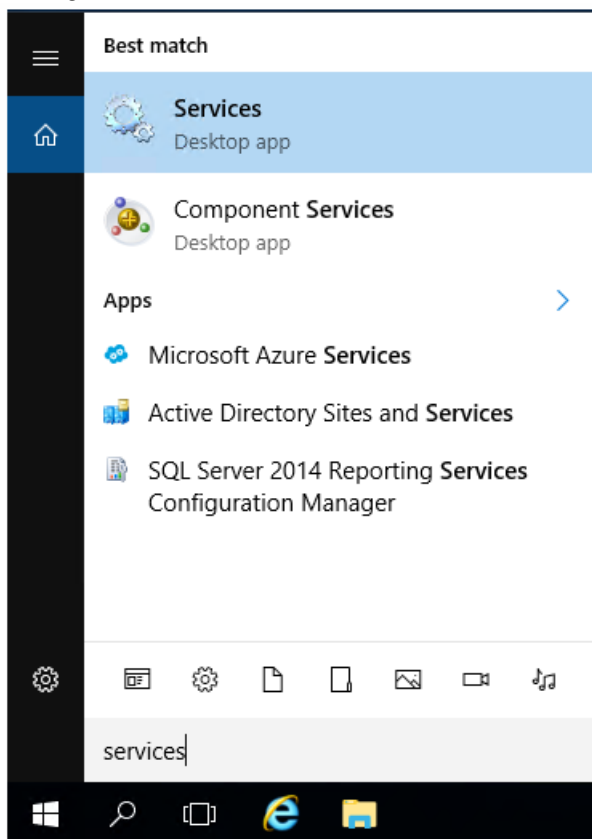 Best match
Services
Desktop app
Component Services
Desktop app
Apps
Microsoft Azure Services
Active Directory Sites and Services
SQL Server 2014 Reporting Services
Configuration Manager
services